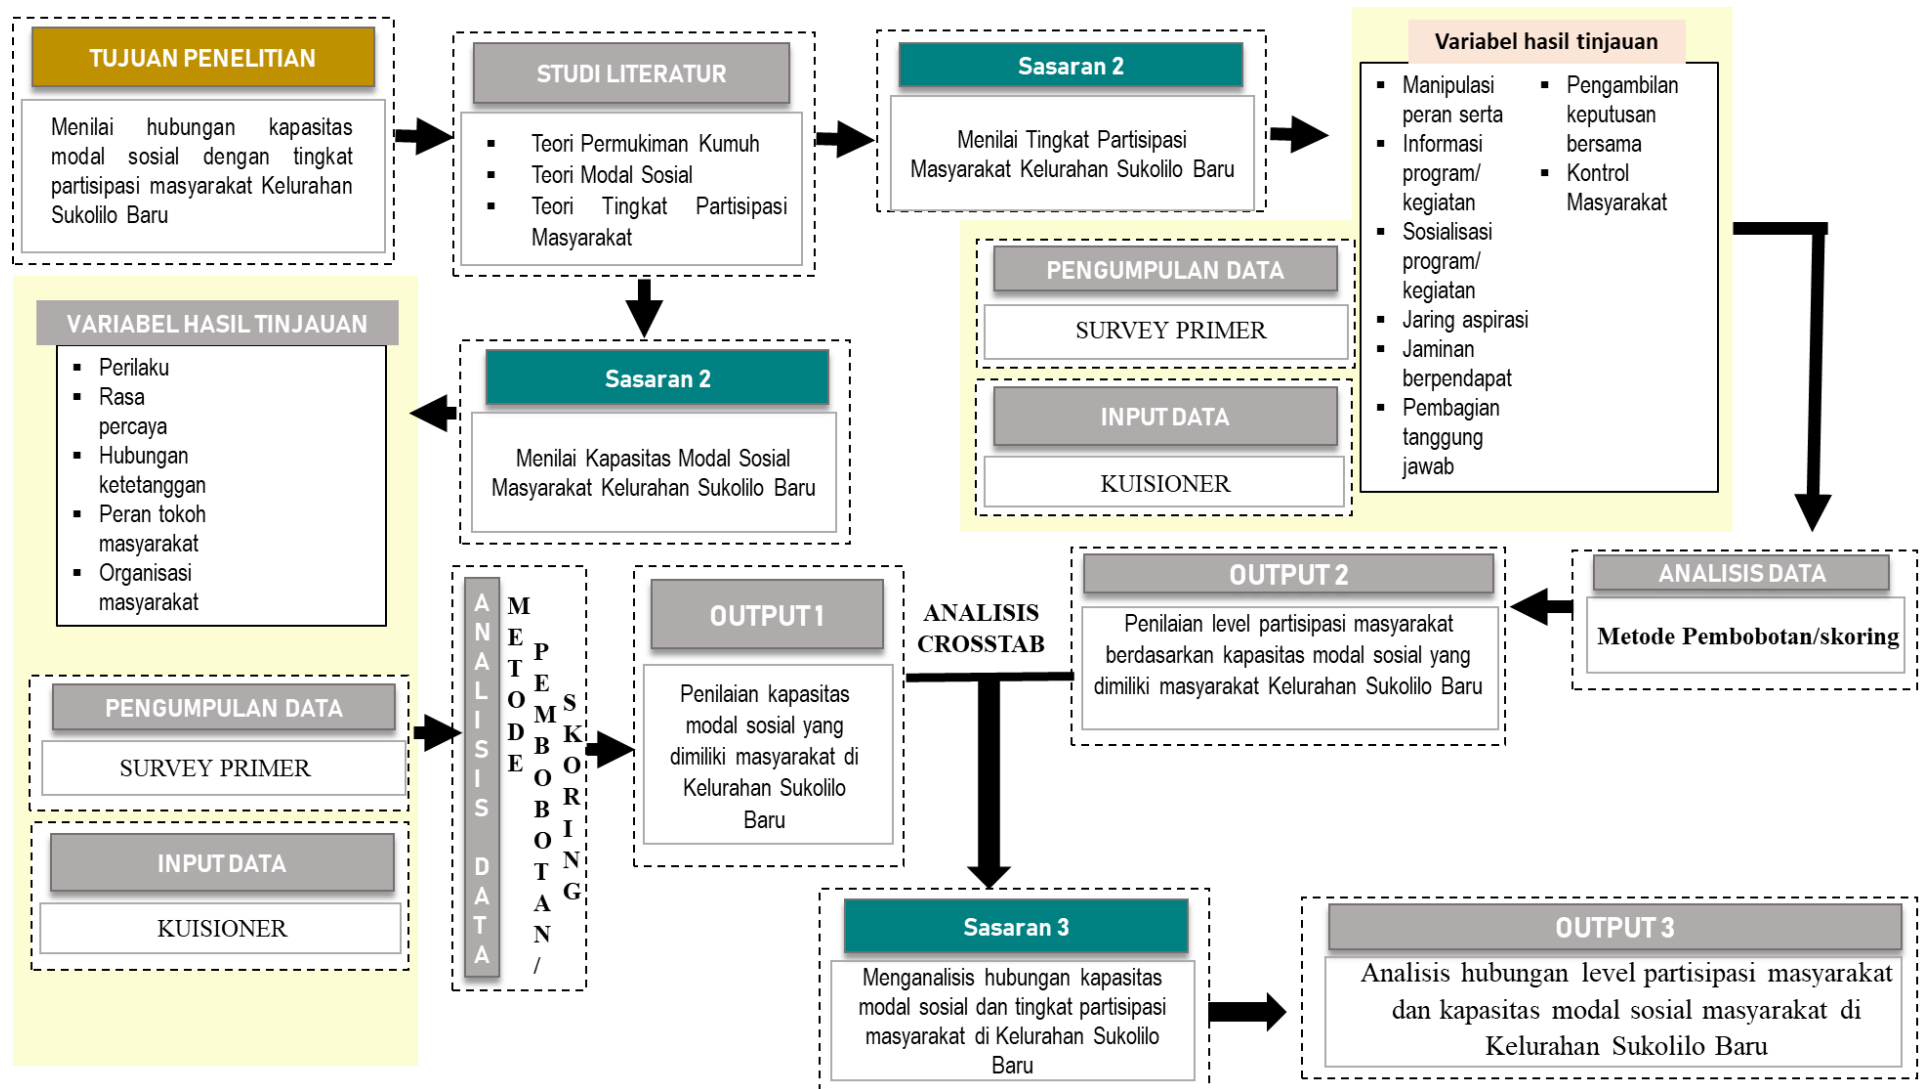 TUJUAN PENELITIAN
Menilai hubungan kapasitas
modal sosial dengan tingkat
partisipasi masyarakat Kelurahan
Sukolilo Baru
STUDI LITERATUR
▪ Teori Permukiman Kumuh
▪ Teori Modal Sosial
▪ Teori Tingkat Partisipasi
Masyarakat
Sasaran 2
Menilai Tingkat Partisipasi
Masyarakat Kelurahan Sukolilo Baru
Variabel hasil tinjauan
▪ Manipulasi
peran serta
▪ Informasi
program/
kegiatan
▪ Sosialisasi
program/
kegiatan
▪ Jaring aspirasi
▪ Jaminan
berpendapat
▪ Pembagian
tanggung
jawab
▪ Pengambilan
keputusan
bersama
▪ Kontrol
Masyarakat
PENGUMPULAN DATA
SURVEY PRIMER
INPUT DATA
KUISIONER
VARIABEL HASIL TINJAUAN
▪ Perilaku
▪ Rasa
percaya
▪ Hubungan
ketetanggan
▪ Peran tokoh
masyarakat
▪ Organisasi
masyarakat
Sasaran 2
Menilai Kapasitas Modal Sosial
Masyarakat Kelurahan Sukolilo Baru
PENGUMPULAN DATA
SURVEY PRIMER
INPUT DATA
KUISIONER
ANALISIS DATA
METODE
PEMBOBOTAN/
SKORING
OUTPUT 1
Penilaian kapasitas
modal sosial yang
dimiliki masyarakat di
Kelurahan Sukolilo
Baru
ANALISIS
CROSSTAB
OUTPUT 2
Penilaian level partisipasi masyarakat
berdasarkan kapasitas modal sosial yang
dimiliki masyarakat Kelurahan Sukolilo Baru
ANALISIS DATA
Metode Pembobotan/skoring
Sasaran 3
Menganalisis hubungan kapasitas
modal sosial dan tingkat partisipasi
masyarakat di Kelurahan Sukolilo
Baru
OUTPUT 3
Analisis hubungan level partisipasi masyarakat
dan kapasitas modal sosial masyarakat di
Kelurahan Sukolilo Baru